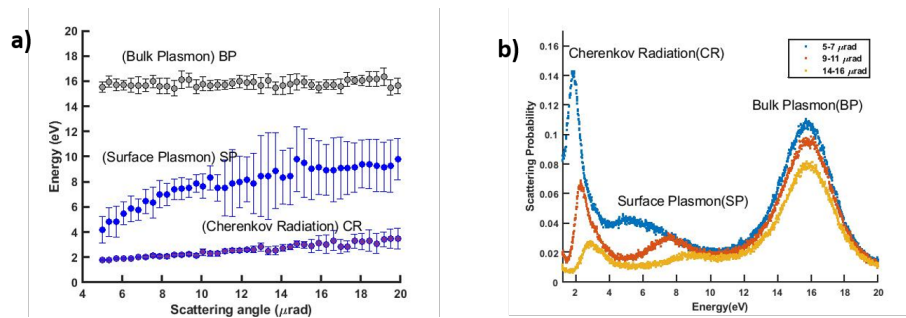 a)
20
18
16
14
12
10
8
6
4
2
0
Energy (eV)
(Bulk Plasmon) BP
(Surface Plasmon) SP
(Cherenkov Radiation) CR
4 6 8 10 12 14 16 18 20
Scattering angle (μrad)
b)
0.16
0.14
0.12
0.1
0.08
0.06
0.04
0.02
0
Scattering Probability
Cherenkov Radiation(CR)
5-7 μrad
9-11 μrad
14-16 μrad
Bulk Plasmon(BP)
Surface Plasmon(SP)
2 4 6 8 10 12 14 16 18 20
Energy(eV)